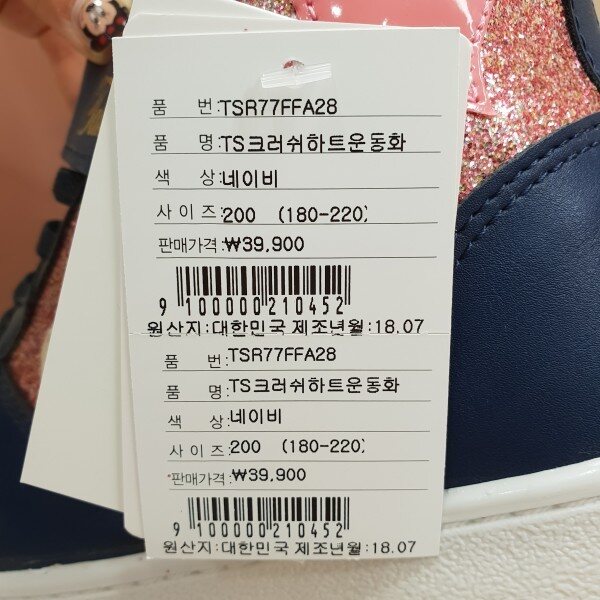 품 번:TSR77FFA28
품 명:TS크러쉬하트운동화
색 상:네이비
사 이 즈:200 (180-220)
판매가격:₩39,900
9 100000 210452
원산지:대한민국 제조년월:18.07
품 번:TSR77FFA28
품 명:TS크러쉬하트운동화
색 상:네이비
사 이 즈:200 (180-220)
*판매가격:₩39,900
9 100000 210452
원산지:대한민국 제조년월:18.07